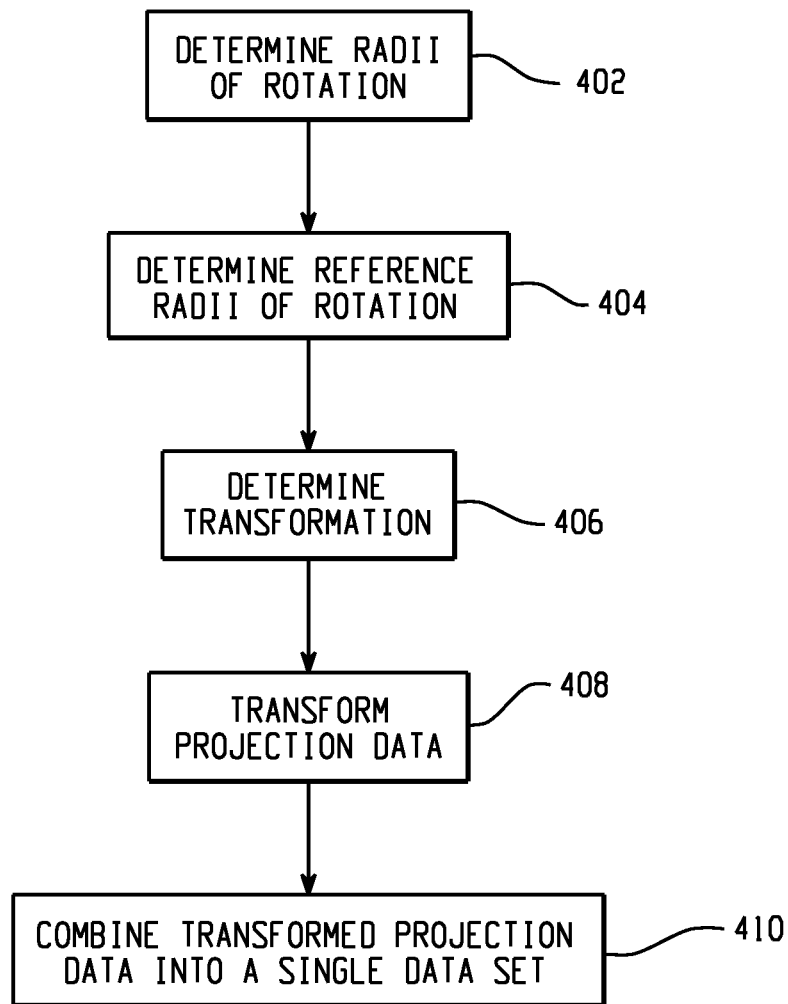 DETERMINE RADII
OF ROTATION
402
DETERMINE REFERENCE
RADII OF ROTATION
404
DETERMINE
TRANSFORMATION
406
TRANSFORM
PROJECTION DATA
408
COMBINE TRANSFORMED PROJECTION
DATA INTO A SINGLE DATA SET
410